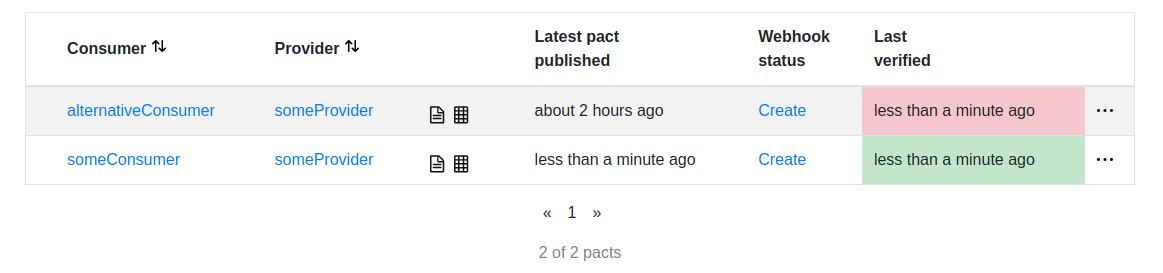 Consumer Provider Latest pact published Webhook status Last verified
alternativeConsumer someProvider about 2 hours ago Create less than a minute ago ...
someConsumer someProvider less than a minute ago Create less than a minute ago ...
« 1 »
2 of 2 pacts